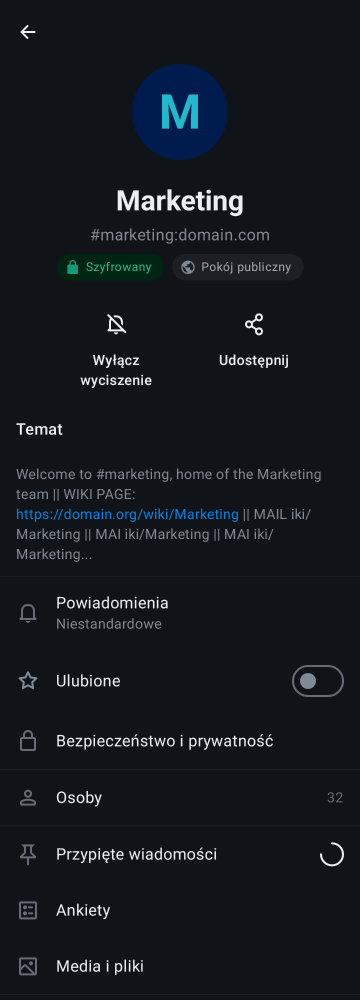 M
Marketing
#marketing:domain.com
Szyfrowany
Pokój publiczny
Wyłącz
wyciszenie
Udostępnij
Temat
Welcome to #marketing, home of the Marketing
team || WIKI PAGE:
https://domain.org/wiki/Marketing || MAIL iki/
Marketing || MAI iki/Marketing || MAI iki/
Marketing...
Powiadomienia
Niestandardowe
Ulubione
Bezpieczeństwo i prywatność
Osoby
32
Przypięte wiadomości
Ankiety
Media i pliki